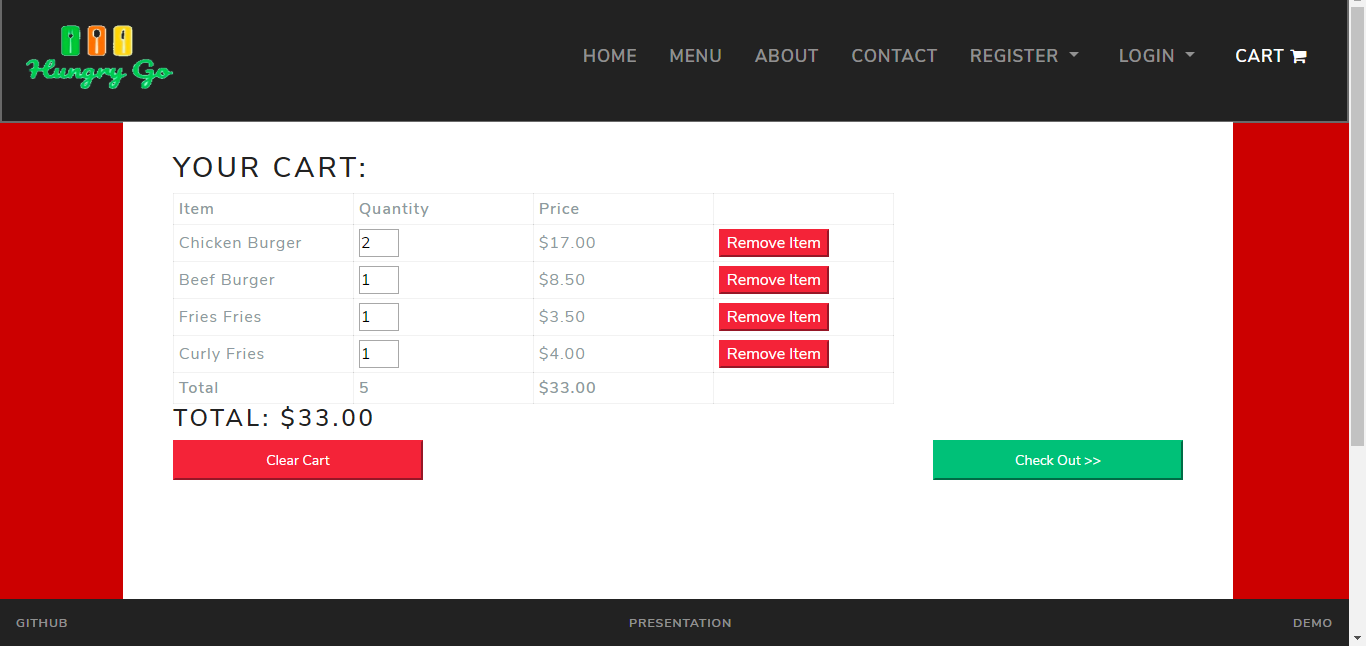 Hungry Go
HOME MENU ABOUT CONTACT REGISTER LOGIN CART
YOUR CART:
Item Quantity Price
Chicken Burger 2 $17.00 Remove Item
Beef Burger 1 $8.50 Remove Item
Fries Fries 1 $3.50 Remove Item
Curly Fries 1 $4.00 Remove Item
Total 5 $33.00
TOTAL: $33.00
Clear Cart Check Out >>
GITHUB PRESENTATION DEMO